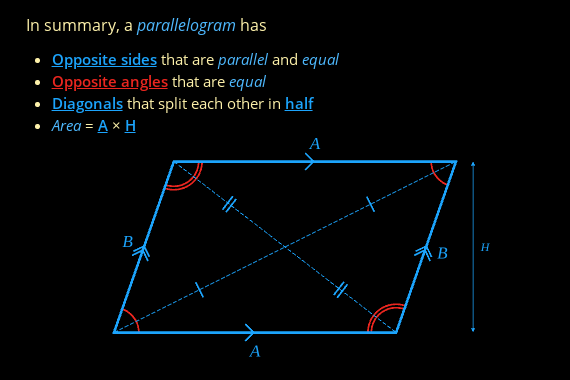 In summary, a parallelogram has
• Opposite sides that are parallel and equal
• Opposite angles that are equal
• Diagonals that split each other in half
• Area = A × H
A
B
B
H
A